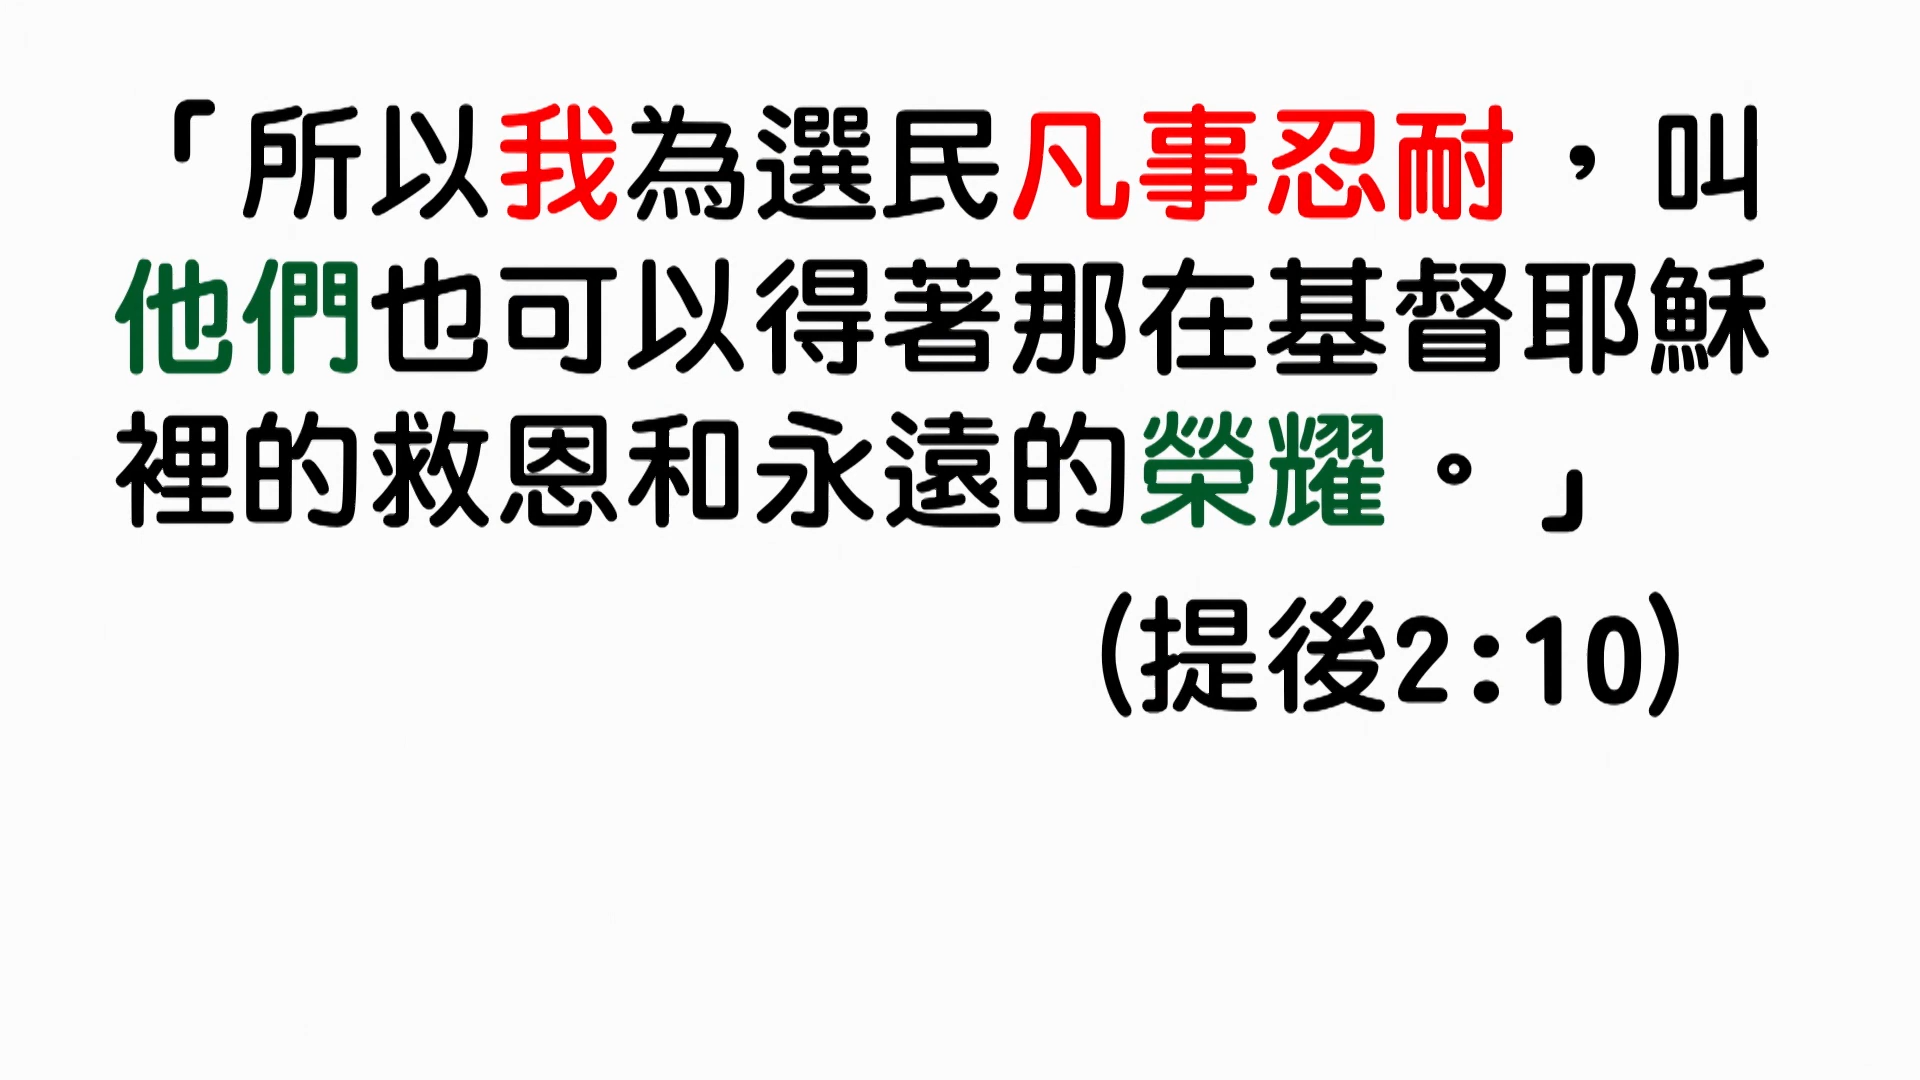 「所以我為選民凡事忍耐，叫
他們也可以得著那在基督耶穌
裡的救恩和永遠的榮耀。」
(提後2:10)